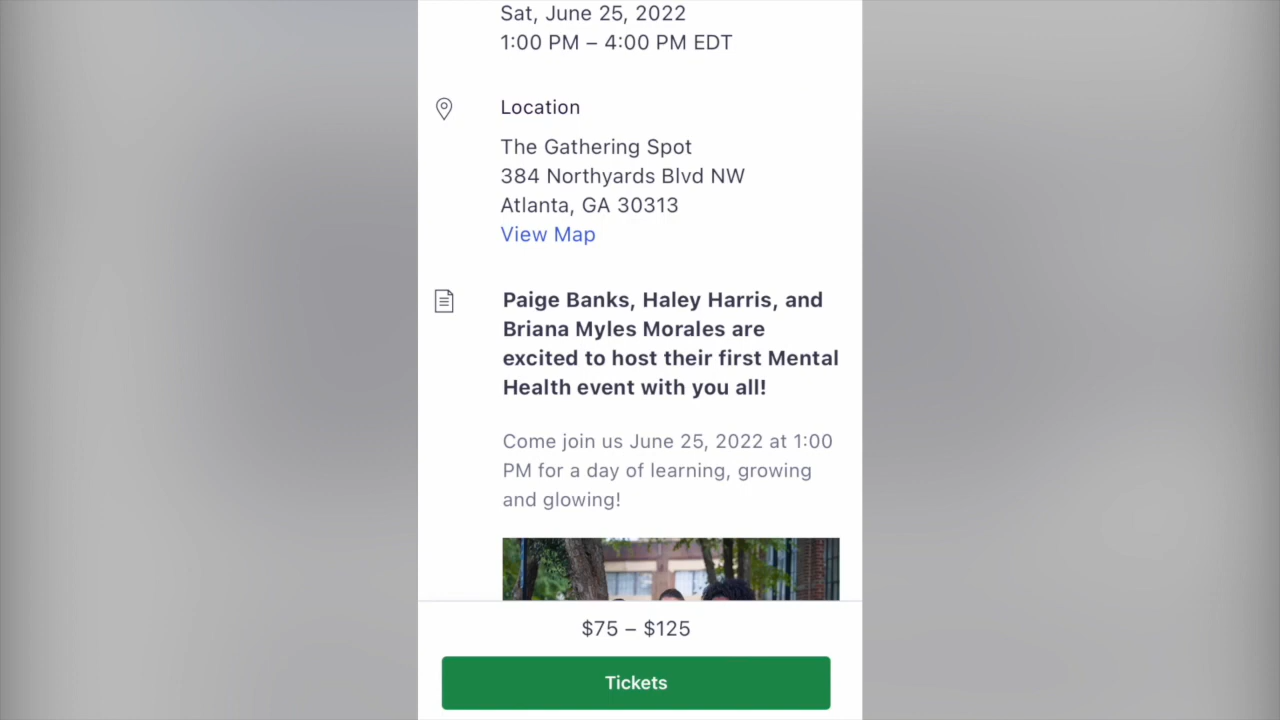 Sat, June 25, 2022
1:00 PM – 4:00 PM EDT
Location
The Gathering Spot
384 Northyards Blvd NW
Atlanta, GA 30313
View Map
Paige Banks, Haley Harris, and
Briana Myles Morales are
excited to host their first Mental
Health event with you all!
Come join us June 25, 2022 at 1:00
PM for a day of learning, growing
and glowing!
$75 – $125
Tickets